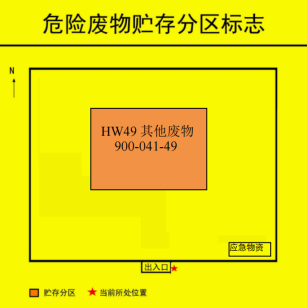 危险废物贮存分区标志
N
HW49 其他废物
900-041-49
应急物资
出入口
贮存分区 当前所处位置